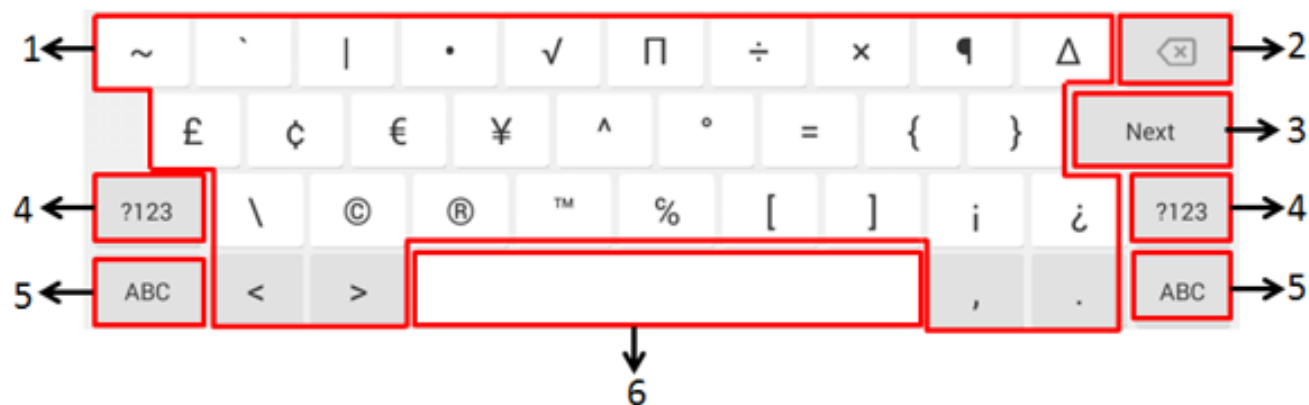 1 ~ ` | • √ Π ÷ × ¶ Δ 2
£ ¢ € ¥ ^ ° = { } Next 3
4 ?123 \ © ® ™ ℅ [ ] ¡ ¿ ?123 4
5 ABC < > , . ABC 5
6